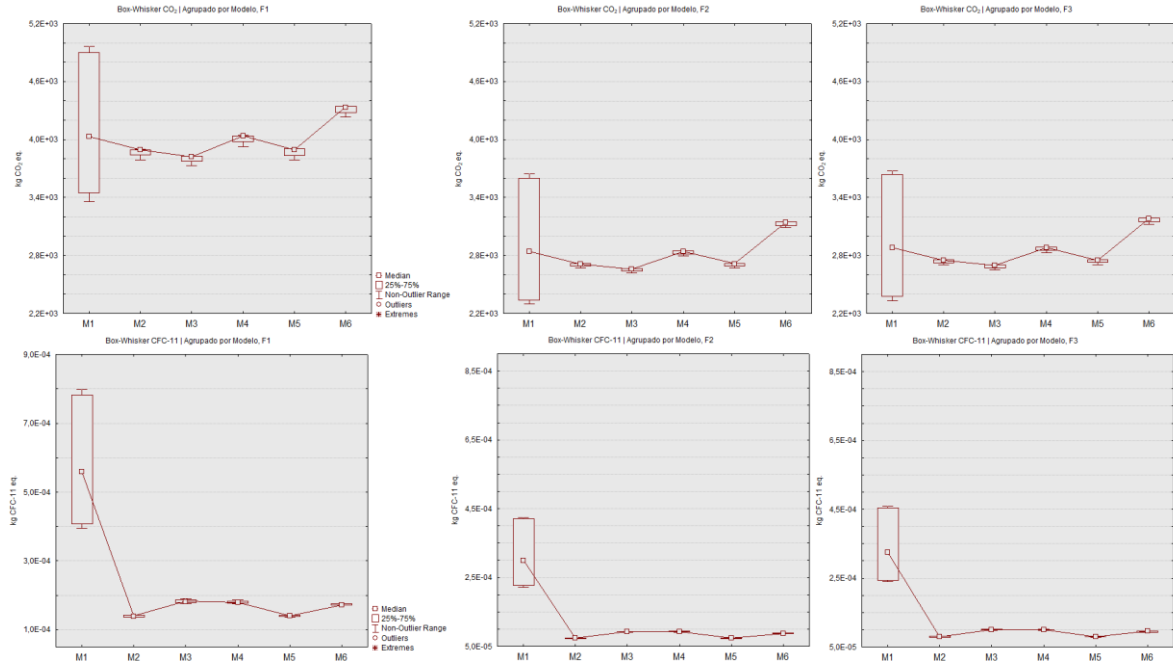 Box-Whisker CO₂ | Agrupado por Modelo, F1
5,2E+03
4,6E+03
4,0E+03
3,4E+03
2,8E+03
2,2E+03
kg CO₂ eq.
M1 M2 M3 M4 M5 M6
Median
25%-75%
Non-Outlier Range
Outliers
Extremes
Box-Whisker CO₂ | Agrupado por Modelo, F2
5,2E+03
4,6E+03
4,0E+03
3,4E+03
2,8E+03
2,2E+03
kg CO₂ eq.
M1 M2 M3 M4 M5 M6
Box-Whisker CO₂ | Agrupado por Modelo, F3
5,2E+03
4,6E+03
4,0E+03
3,4E+03
2,8E+03
2,2E+03
kg CO₂ eq.
M1 M2 M3 M4 M5 M6
Box-Whisker CFC-11 | Agrupado por Modelo, F1
9,0E-04
7,0E-04
5,0E-04
3,0E-04
1,0E-04
kg CFC-11 eq.
M1 M2 M3 M4 M5 M6
Median
25%-75%
Non-Outlier Range
Outliers
Extremes
Box-Whisker CFC-11 | Agrupado por Modelo, F2
8,5E-04
6,5E-04
4,5E-04
2,5E-04
5,0E-05
kg CFC-11 eq.
M1 M2 M3 M4 M5 M6
Box-Whisker CFC-11 | Agrupado por Modelo, F3
8,5E-04
6,5E-04
4,5E-04
2,5E-04
5,0E-05
kg CFC-11 eq.
M1 M2 M3 M4 M5 M6